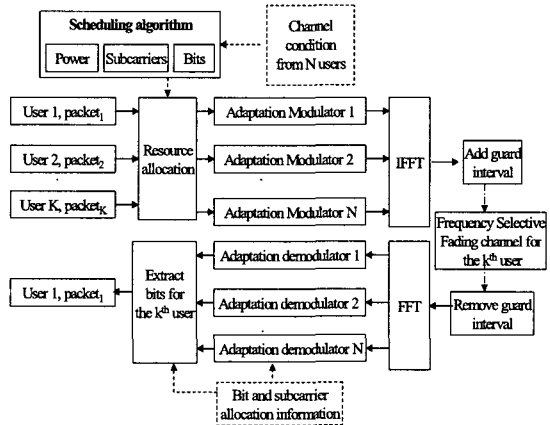 Scheduling algorithm
Power
Subcarriers
Bits
Channel
condition
from N users
User 1, packet1
User 2, packet2
User K, packetK
Resource
allocation
Adaptation Modulator 1
Adaptation Modulator 2
Adaptation Modulator N
IFFT
Add guard
interval
Frequency Selective
Fading channel for
the kth user
Remove guard
interval
FFT
Adaptation demodulator 1
Adaptation demodulator 2
Adaptation demodulator N
Extract
bits for
the kth user
User 1, packet1
Bit and subcarrier
allocation information